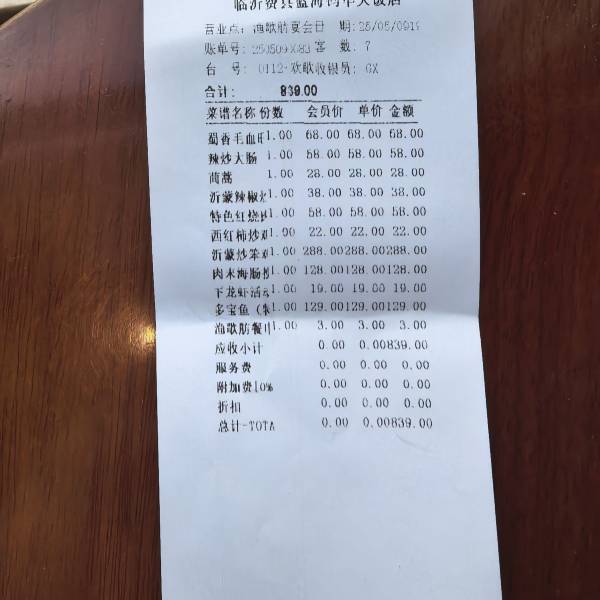 临沂费县蓝海钧华大饭店
营业点: 渔歌舫宴会日 期:25/05/0919
账单号: 250509X83 客 数: 7
台 号: 0112-欢歌收银员: GX
合计: 839.00
菜谱名称 份数 会员价 单价 金额
蜀香毛血旺1.00 68.00 68.00 68.00
辣炒大肠 1.00 58.00 58.00 58.00
茼蒿 1.00 28.00 28.00 28.00
沂蒙辣椒炒1.00 38.00 38.00 38.00
特色红烧肉1.00 58.00 58.00 58.00
西红柿炒鸡1.00 22.00 22.00 22.00
沂蒙炒笨鸡1.00 288.00288.00288.00
肉末海肠1.00 128.00128.00128.00
下龙虾活1.00 19.00 19.00 19.00
多宝鱼（1.00 129.00129.00129.00
渔歌舫餐巾1.00 3.00 3.00 3.00
应收小计 0.00 0.00839.00
服务费 0.00 0.00 0.00
附加费10% 0.00 0.00 0.00
折扣 0.00 0.00 0.00
总计-TOTA 0.00 0.00839.00